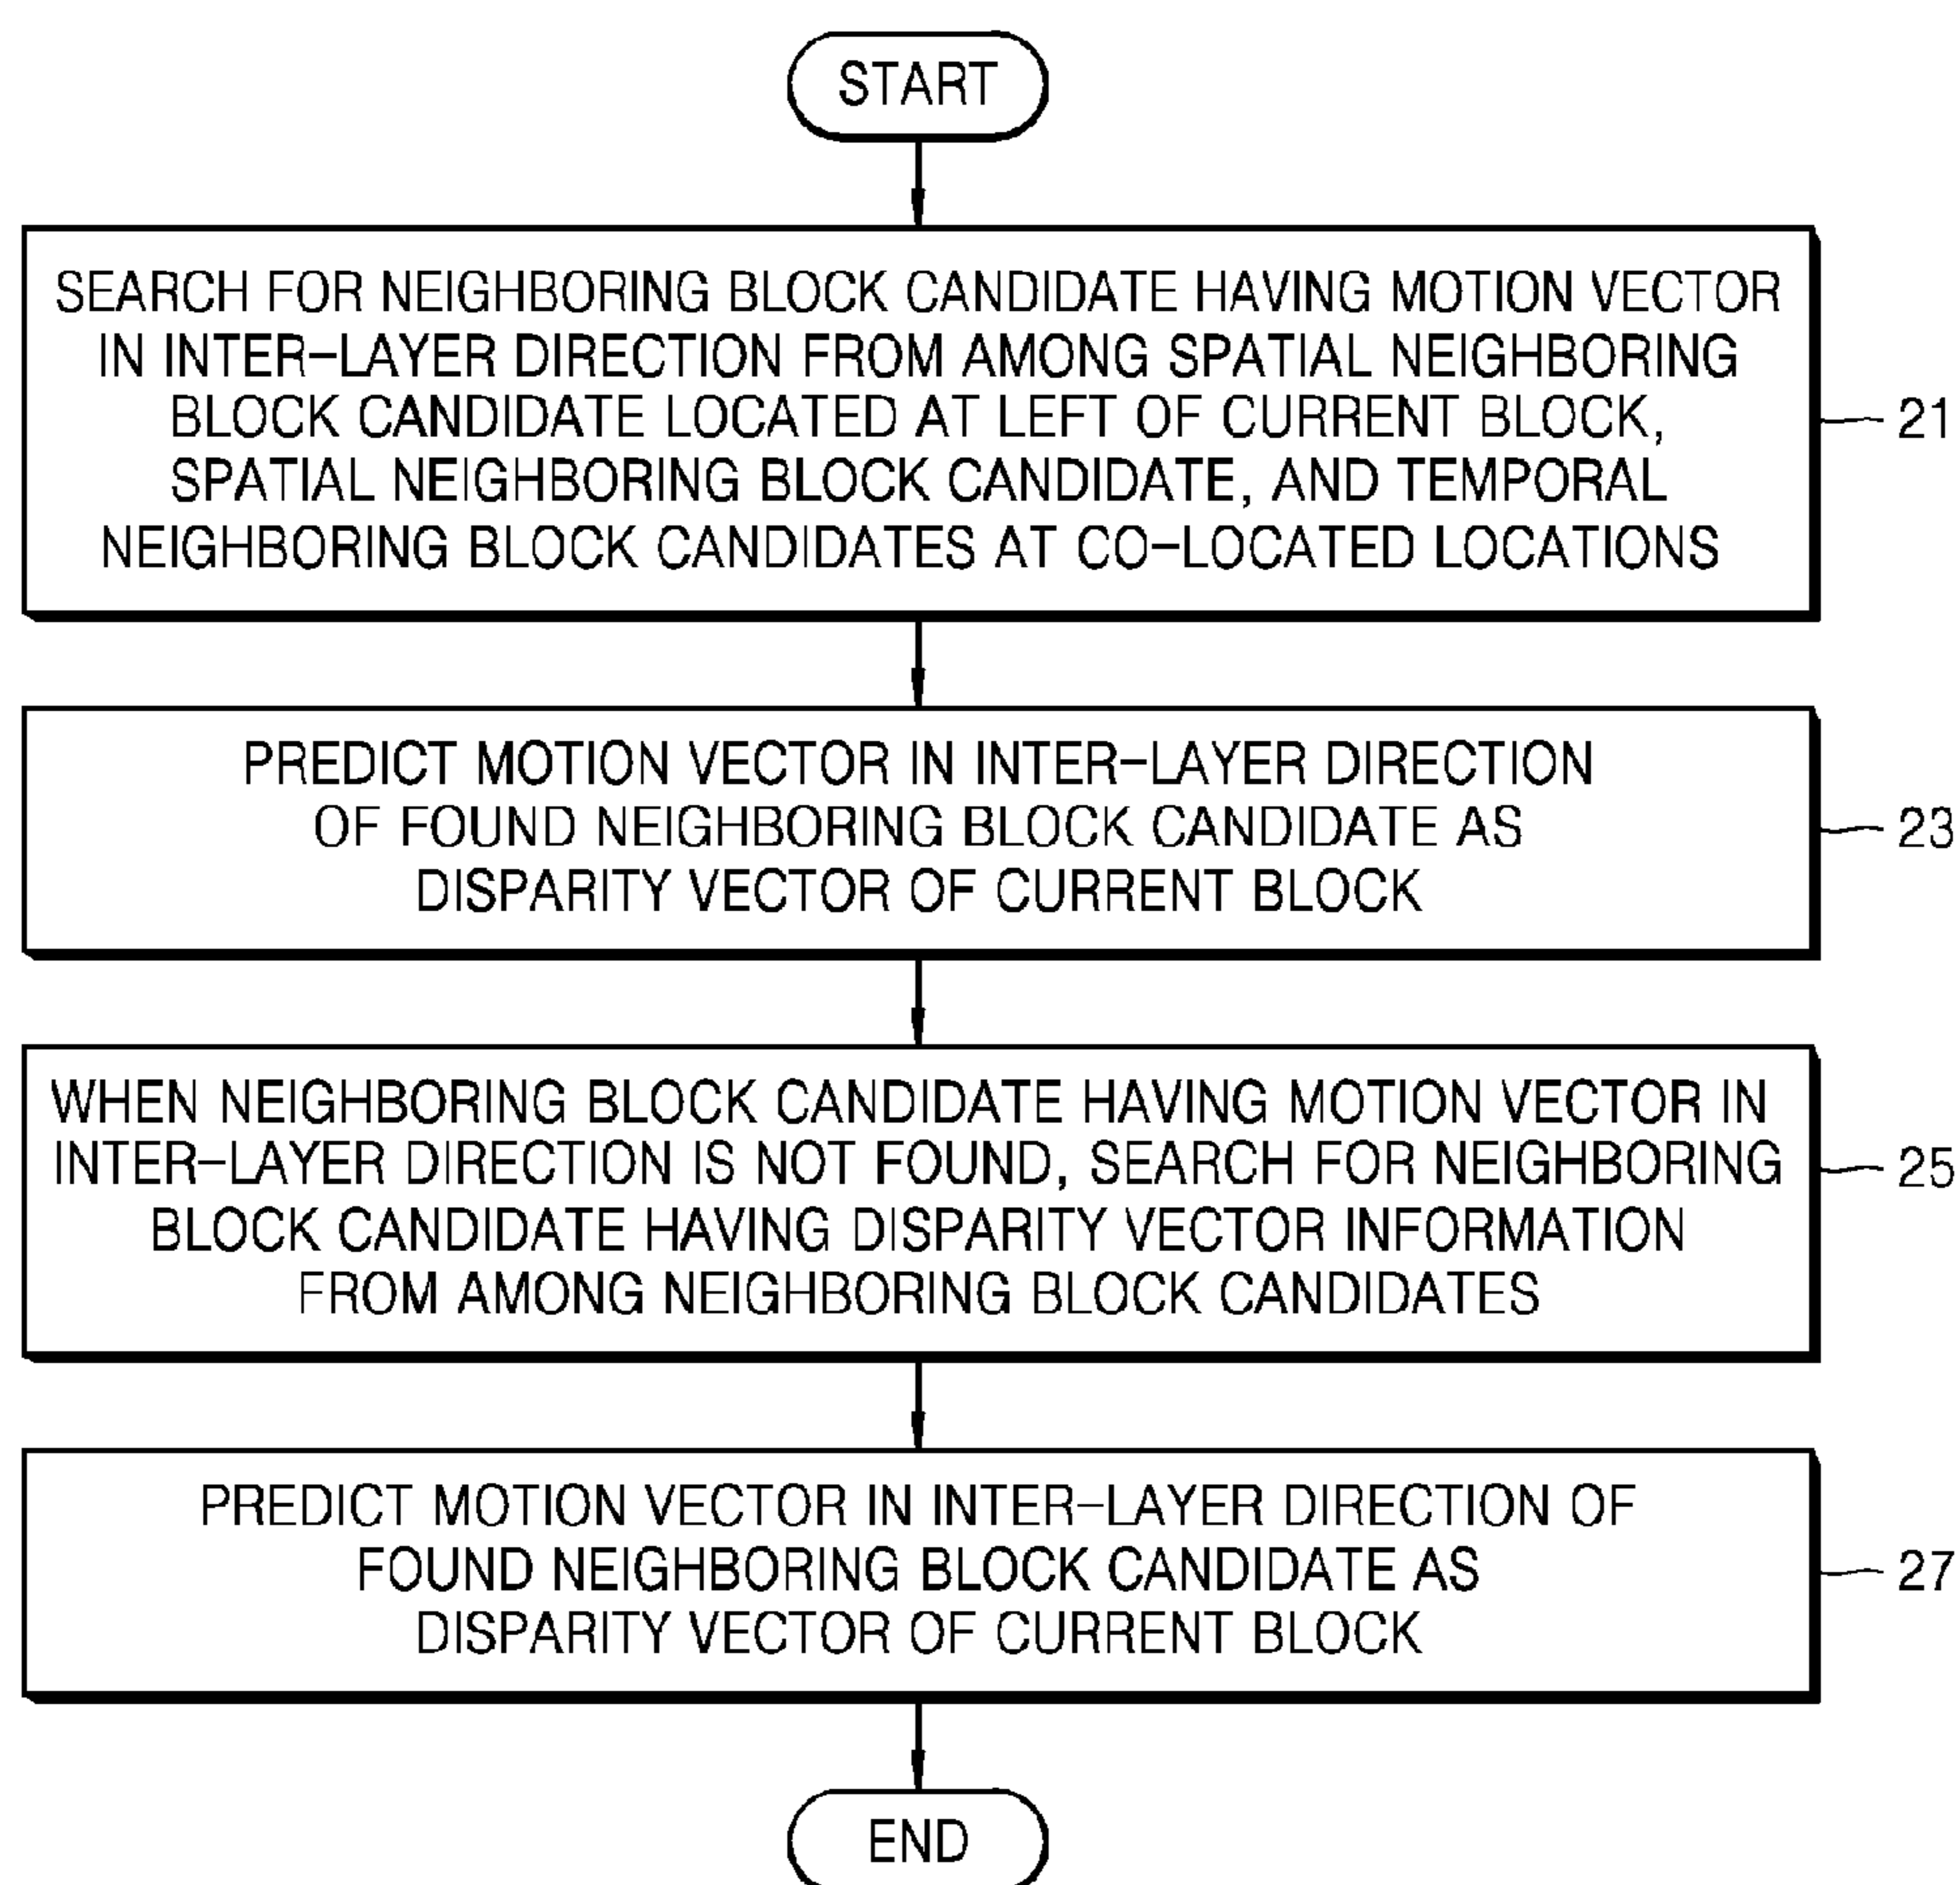 START
SEARCH FOR NEIGHBORING BLOCK CANDIDATE HAVING MOTION VECTOR
IN INTER-LAYER DIRECTION FROM AMONG SPATIAL NEIGHBORING
BLOCK CANDIDATE LOCATED AT LEFT OF CURRENT BLOCK,
SPATIAL NEIGHBORING BLOCK CANDIDATE, AND TEMPORAL
NEIGHBORING BLOCK CANDIDATES AT CO-LOCATED LOCATIONS
21
PREDICT MOTION VECTOR IN INTER-LAYER DIRECTION
OF FOUND NEIGHBORING BLOCK CANDIDATE AS
DISPARITY VECTOR OF CURRENT BLOCK
23
WHEN NEIGHBORING BLOCK CANDIDATE HAVING MOTION VECTOR IN
INTER-LAYER DIRECTION IS NOT FOUND, SEARCH FOR NEIGHBORING
BLOCK CANDIDATE HAVING DISPARITY VECTOR INFORMATION
FROM AMONG NEIGHBORING BLOCK CANDIDATES
25
PREDICT MOTION VECTOR IN INTER-LAYER DIRECTION OF
FOUND NEIGHBORING BLOCK CANDIDATE AS
DISPARITY VECTOR OF CURRENT BLOCK
27
END